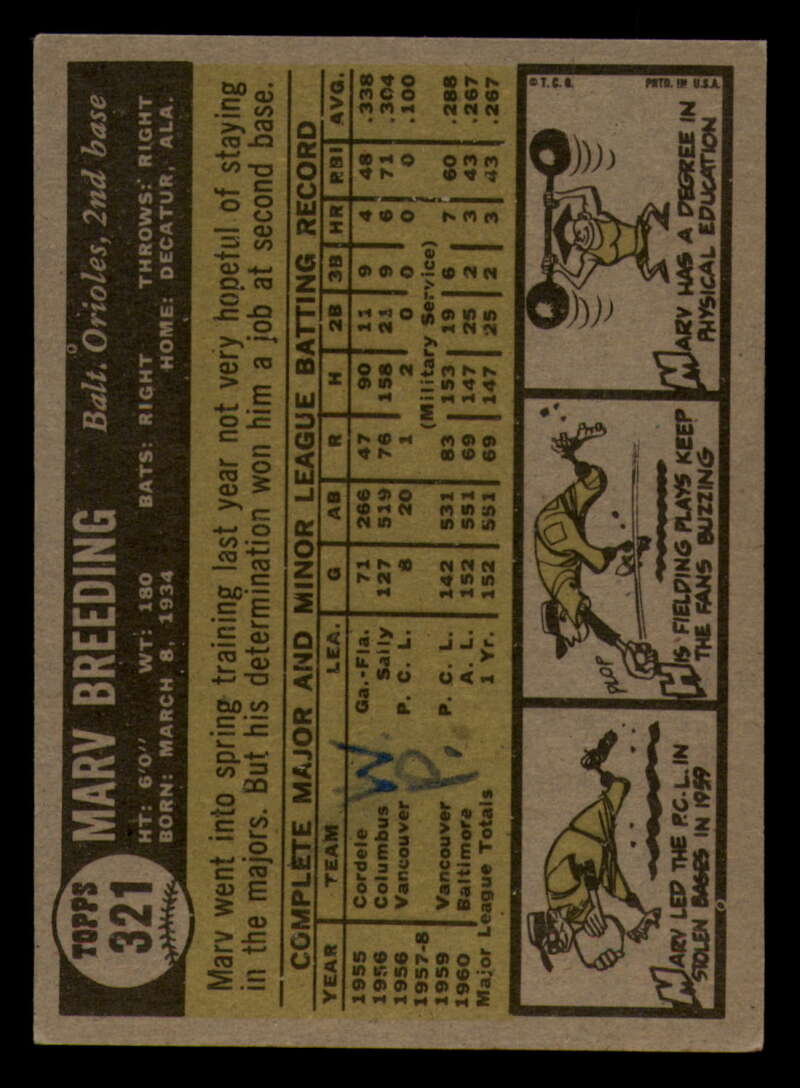 TOPPS
321
MARV BREEDING Balt. Orioles, 2nd base
HT: 6'0" WT: 180 BATS: RIGHT THROWS: RIGHT
BORN: MARCH 8, 1934 HOME: DECATUR, ALA.
Marv went into spring training last year not very hopeful of staying
in the majors. But his determination won him a job at second base.
COMPLETE MAJOR AND MINOR LEAGUE BATTING RECORD
YEAR TEAM LEA. G AB R H 2B 3B HR RBI AVG.
1955 Cordele Ga.-Fla. 71 266 47 90 11 9 4 48 .338
1956 Columbus Sally 127 519 76 158 21 9 6 71 .304
1956 Vancouver P. C. L. 8 20 1 2 0 0 0 0 .100
1957-8 (Military Service)
1959 Vancouver P. C. L. 142 531 83 153 19 6 7 60 .288
1960 Baltimore A. L. 152 551 69 147 25 2 3 43 .267
Major League Totals 1 Yr. 152 551 69 147 25 2 3 43 .267
W.
P.
MARV LED THE P.C.L. IN
STOLEN BASES IN 1959
PLOP
HIS FIELDING PLAYS KEEP
THE FANS BUZZING
© T. C. G. PRTD. IN U.S.A.
MARV HAS A DEGREE IN
PHYSICAL EDUCATION